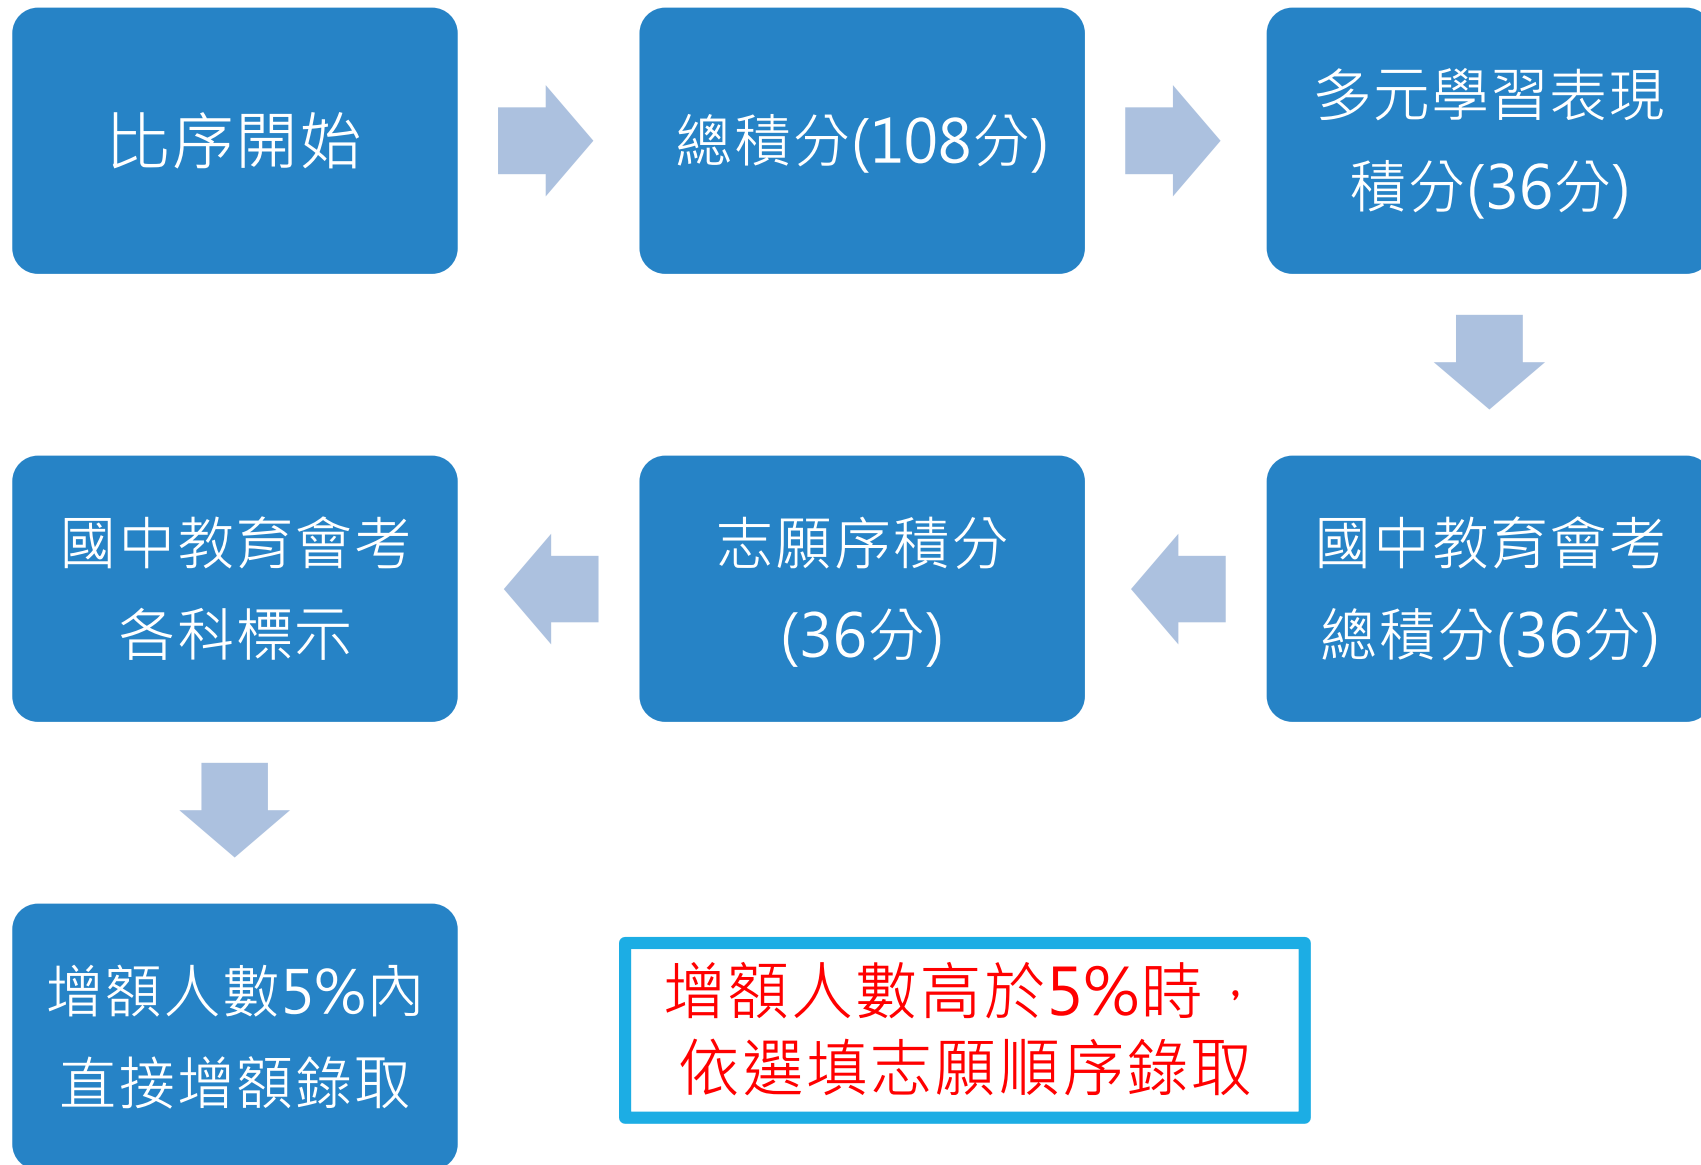 比序開始
總積分(108分)
多元學習表現
積分(36分)
國中教育會考
總積分(36分)
志願序積分
(36分)
國中教育會考
各科標示
增額人數5%內
直接增額錄取
增額人數高於5%時，
依選填志願順序錄取